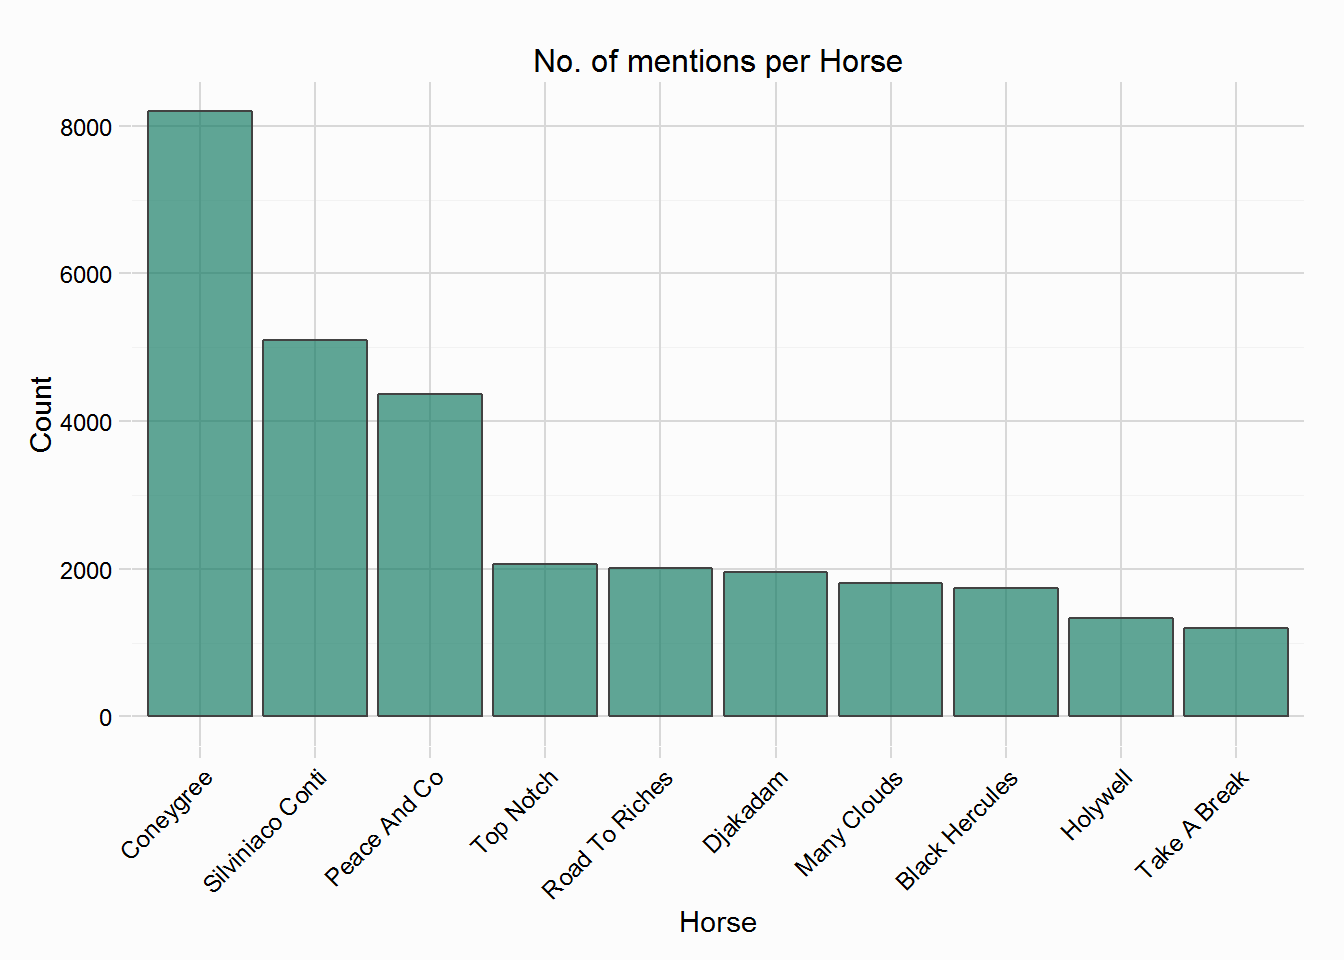 No. of mentions per Horse
8000
6000
4000
2000
0
Count
Coneygree
Silviniaco Conti
Peace And Co
Top Notch
Road To Riches
Djakadam
Many Clouds
Black Hercules
Holywell
Take A Break
Horse